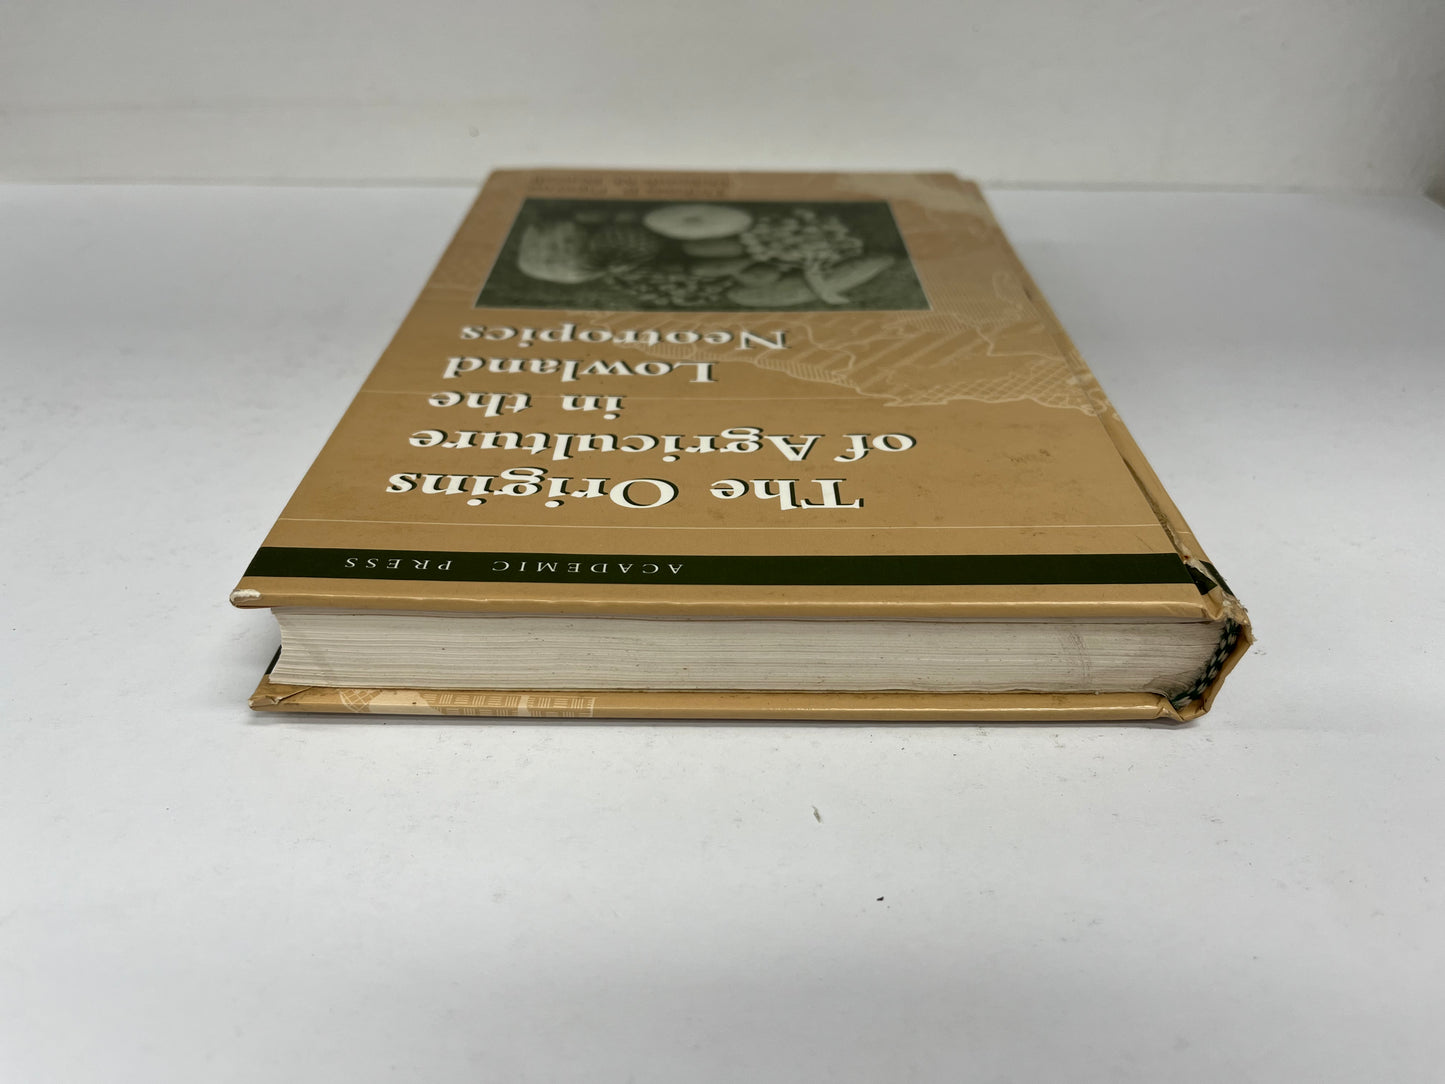 ACADEMIC PRESS
The Origins
of Agriculture
in the
Lowland
Neotropics